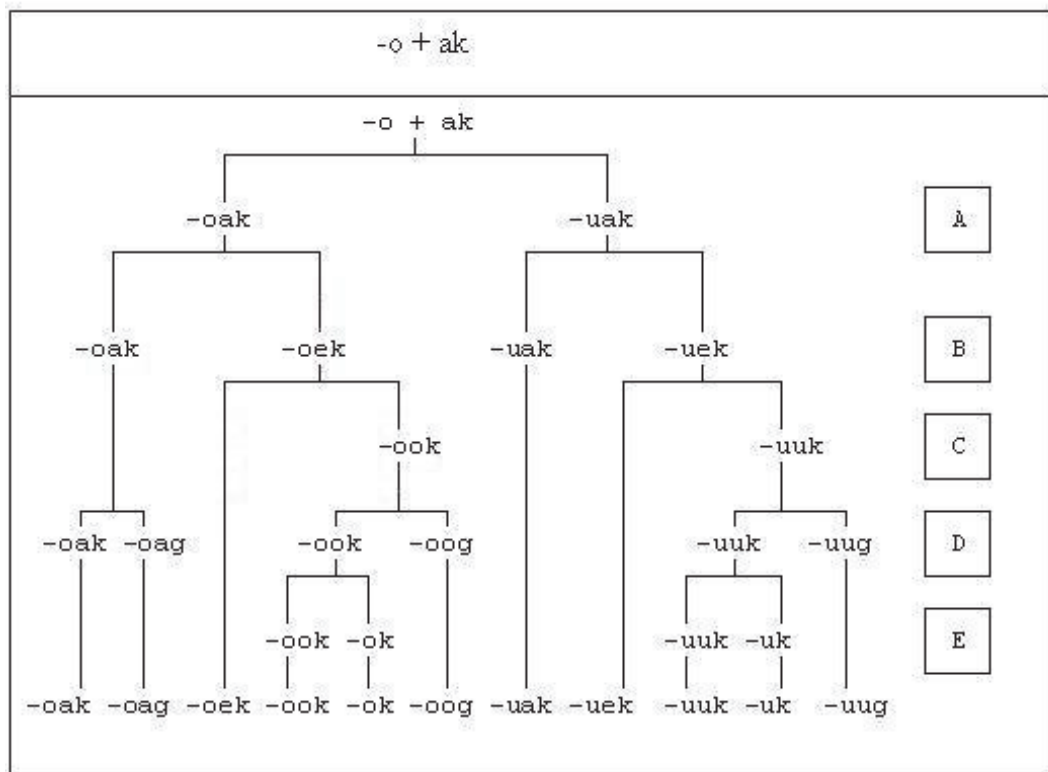 -o + ak
-o + ak
-oak -uak A
-oak -oek -uak -uek B
-ook -uuk C
-oak -oag -ook -oog -uuk -uug D
-ook -ok -uuk -uk E
-oak -oag -oek -ook -ok -oog -uak -uek -uuk -uk -uug